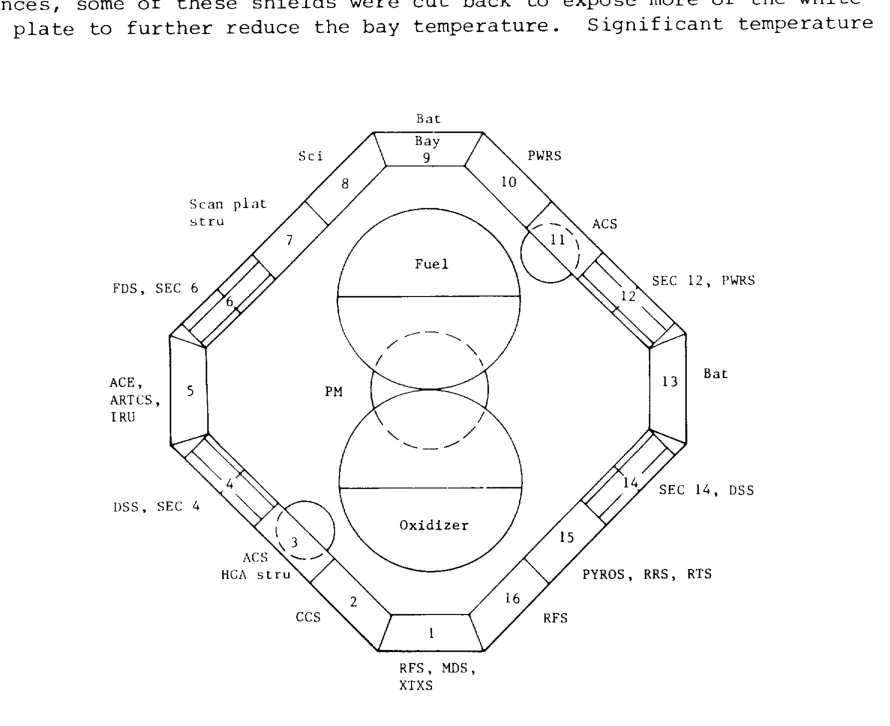 nces, some of these shields were cut back to expose more of the white
plate to further reduce the bay temperature. Significant temperature
Bat
Bay
9
Sci
8
PWRS
10
Scan plat
stru
7
ACS
11
Fuel
FDS, SEC 6
6
SEC 12, PWRS
12
ACE,
ARTCS,
IRU
5
PM
13
Bat
DSS, SEC 4
4
14
SEC 14, DSS
Oxidizer
3
ACS
HGA stru
15
PYROS, RRS, RTS
CCS
2
16
RFS
1
RFS, MDS,
XTXS